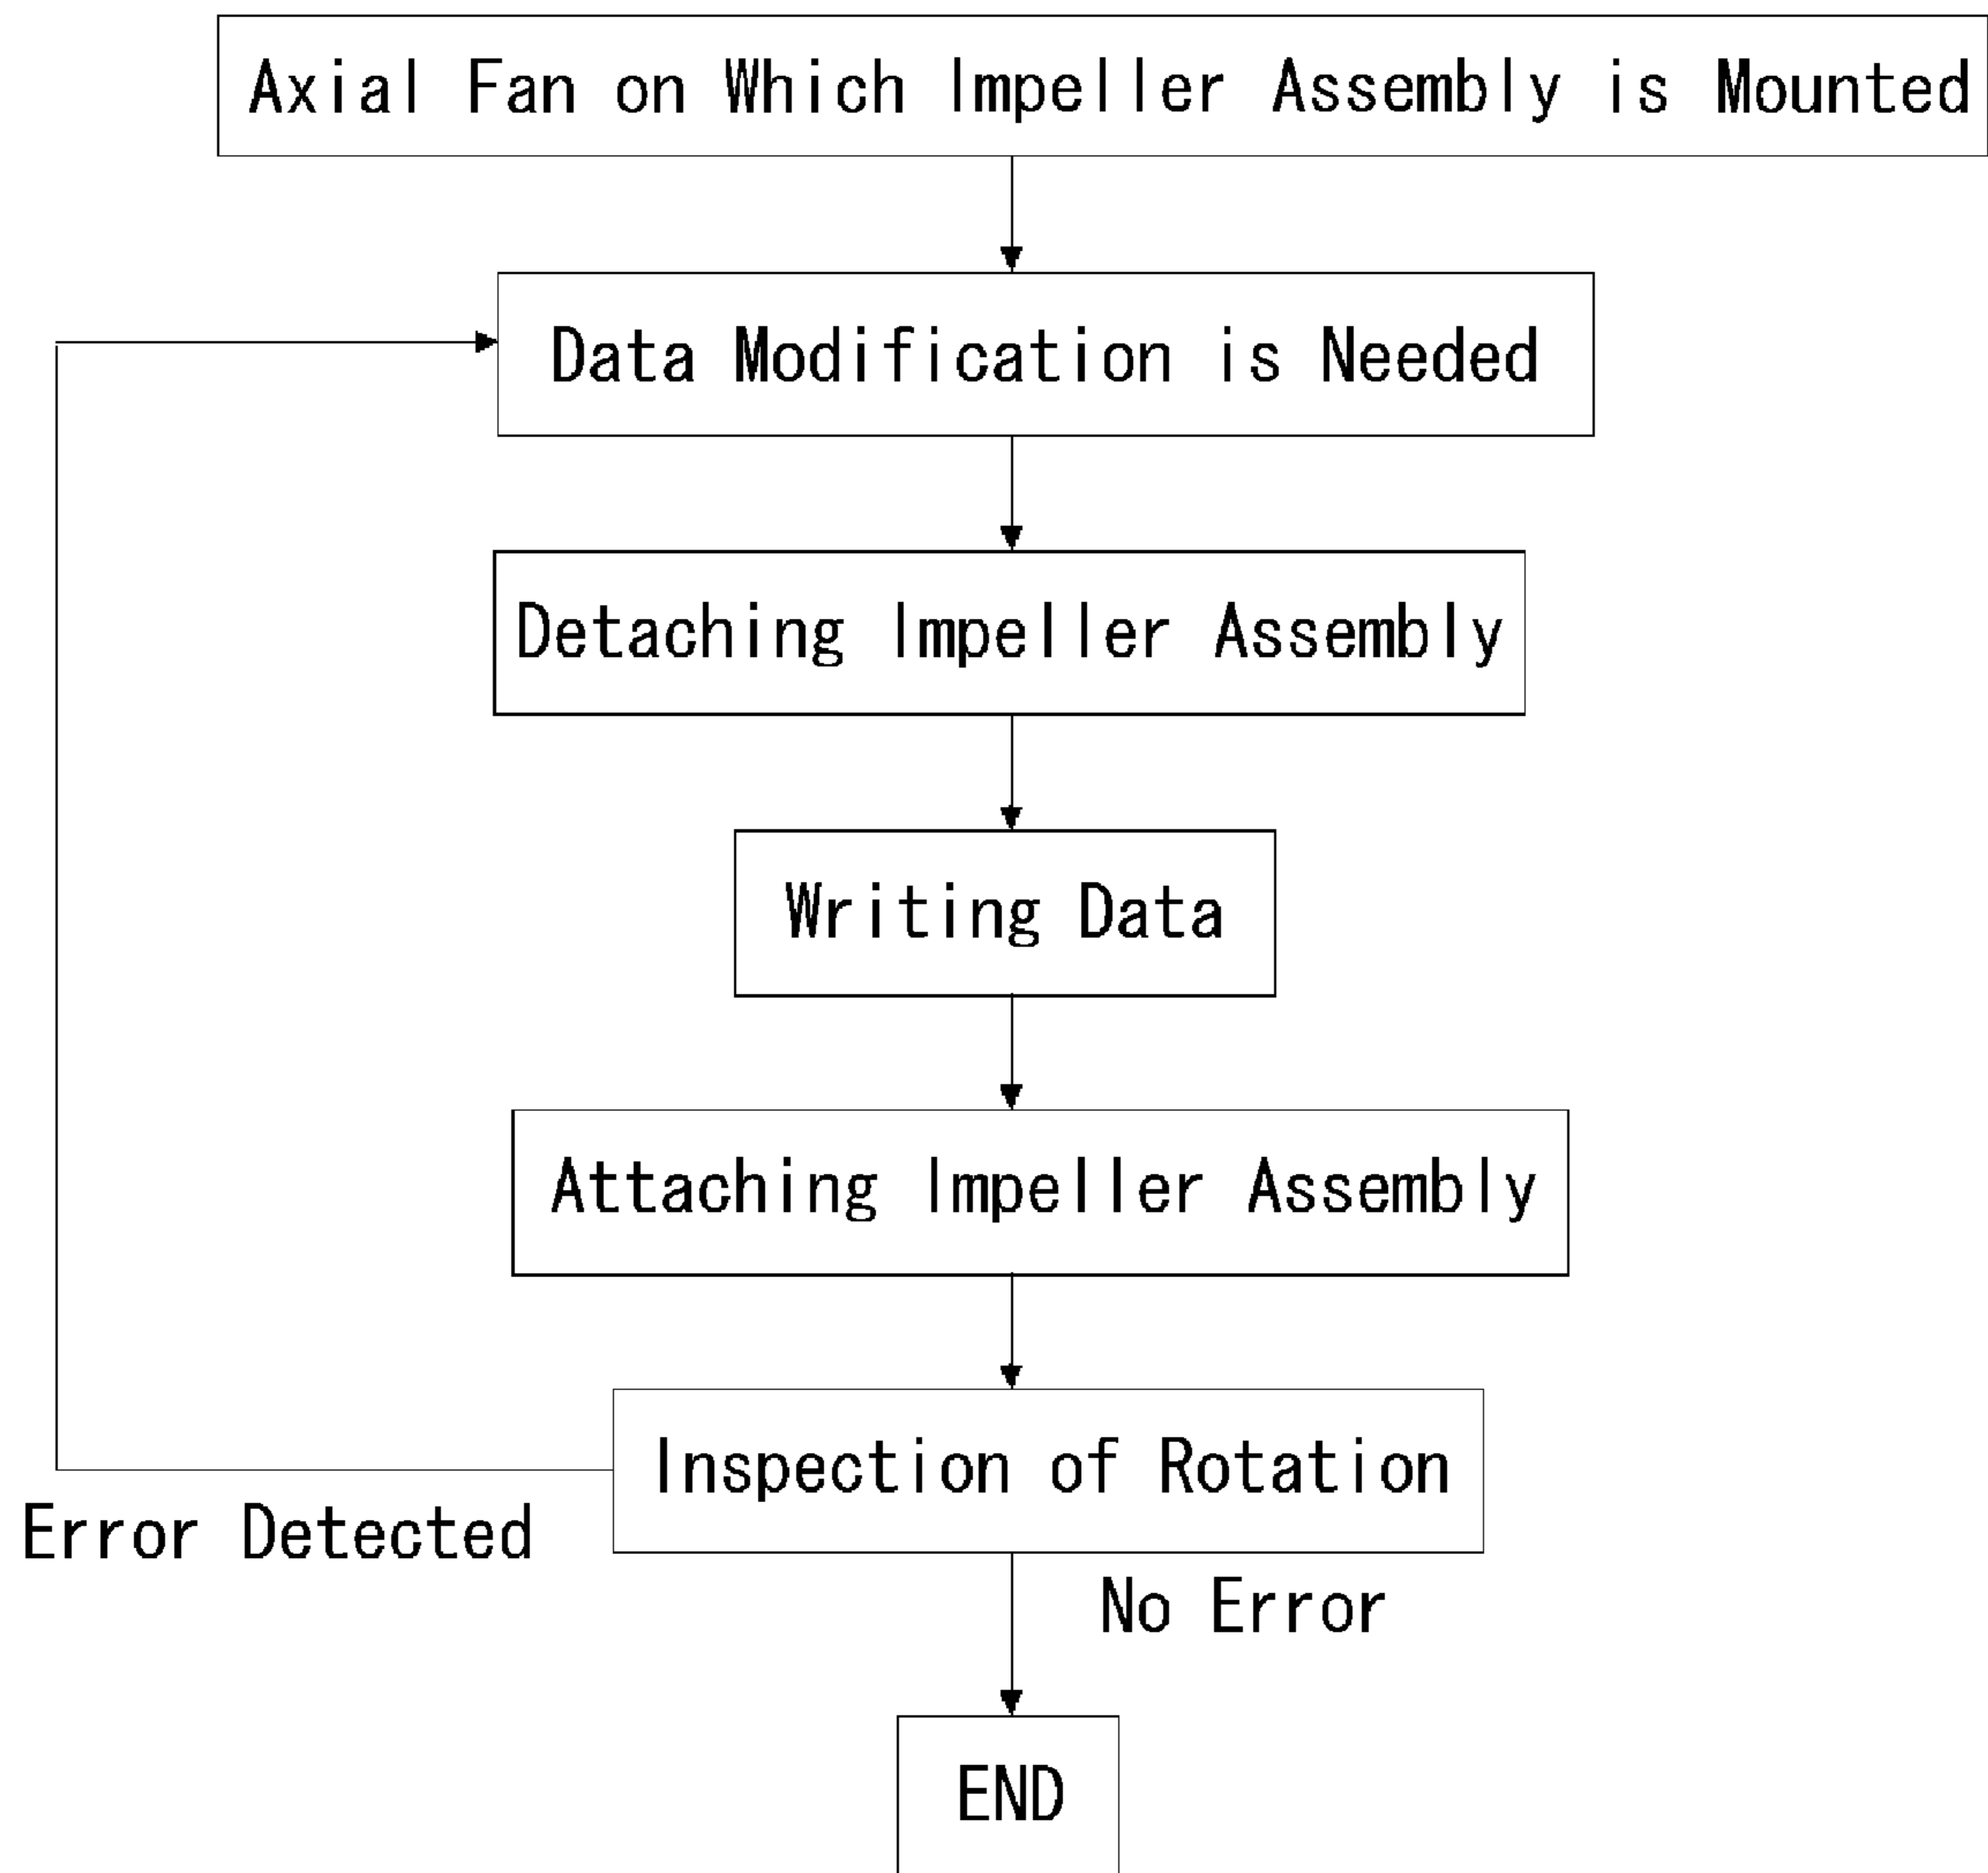 Axial Fan on Which Impeller Assembly is Mounted
Data Modification is Needed
Detaching Impeller Assembly
Writing Data
Attaching Impeller Assembly
Inspection of Rotation
Error Detected
No Error
END